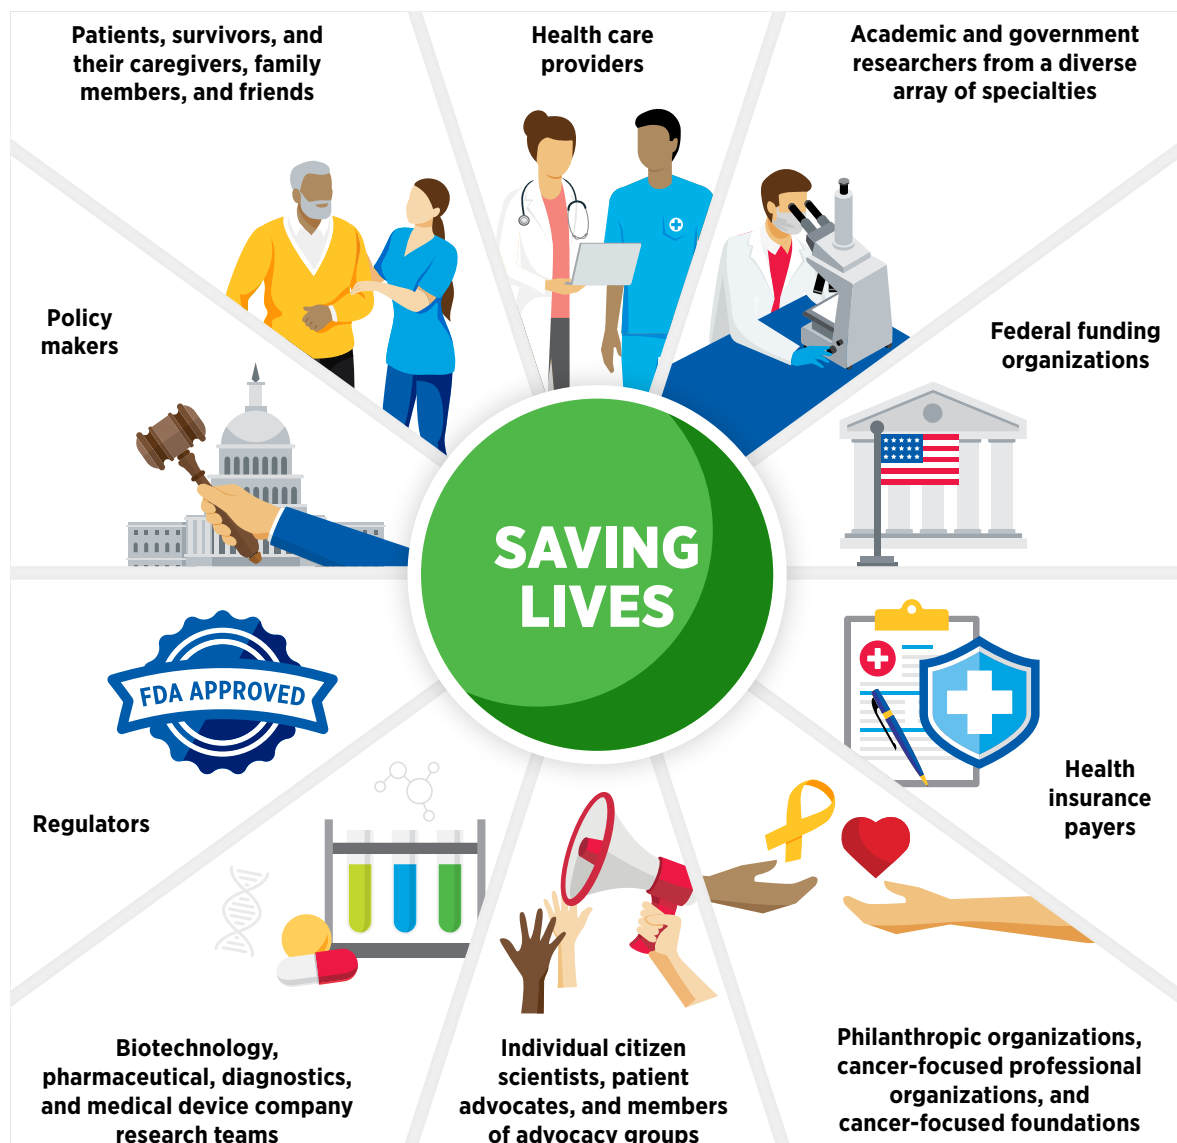 Patients, survivors, and
their caregivers, family
members, and friends
Health care
providers
Academic and government
researchers from a diverse
array of specialties
Policy
makers
Federal funding
organizations
SAVING
LIVES
FDA APPROVED
Regulators
Health
insurance
payers
Biotechnology,
pharmaceutical, diagnostics,
and medical device company
research teams
Individual citizen
scientists, patient
advocates, and members
of advocacy groups
Philanthropic organizations,
cancer-focused professional
organizations, and
cancer-focused foundations